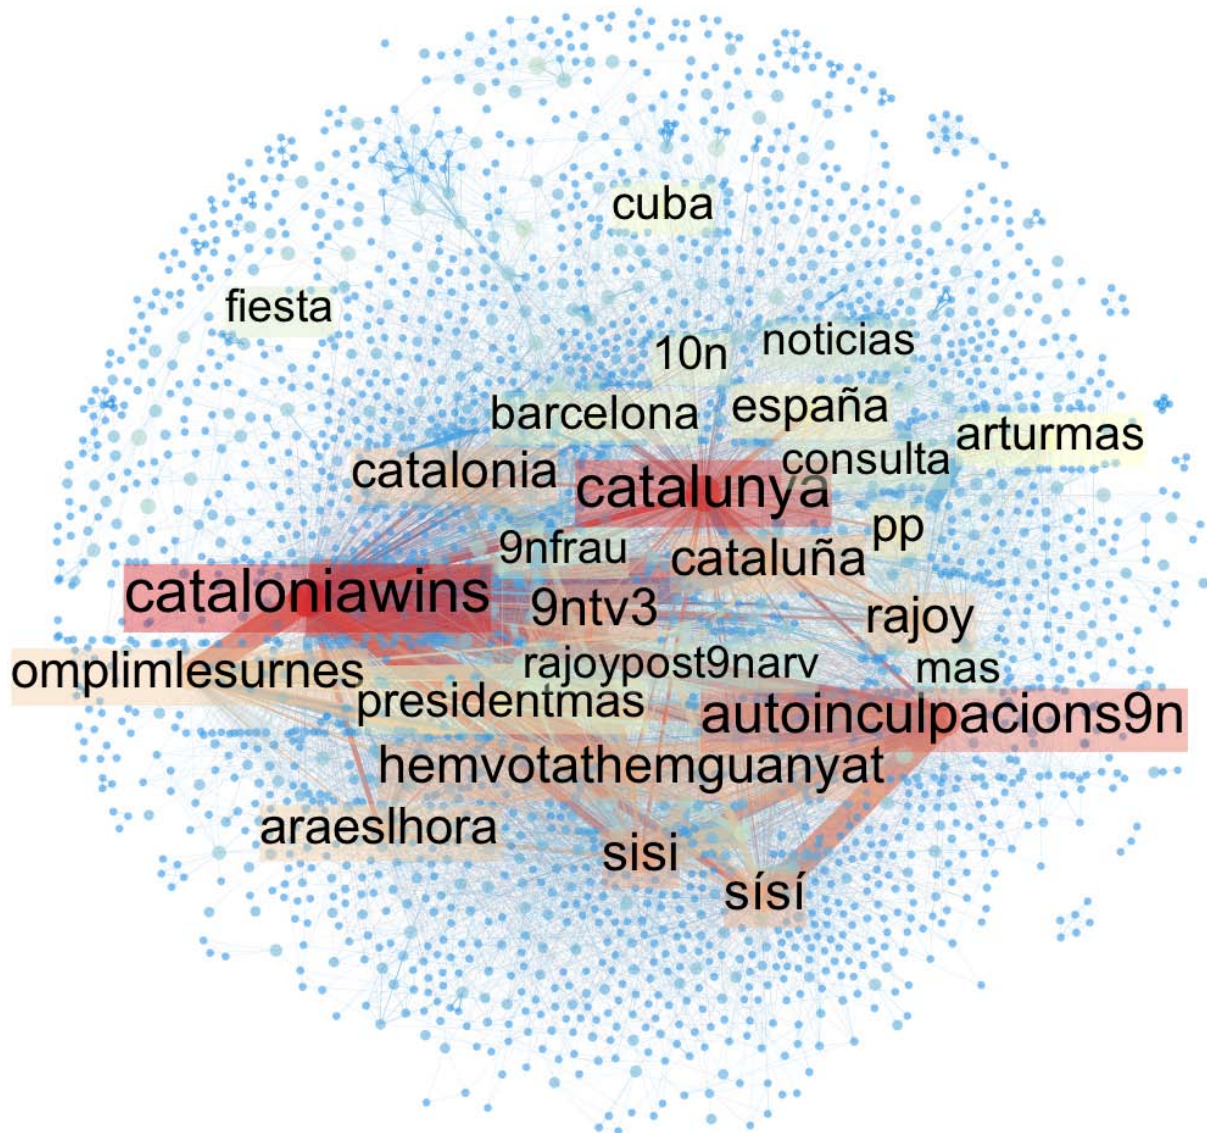 cuba
fiesta
10n
noticias
barcelona
españa
arturmas
catalonia
catalunya
consulta
9nfrau
cataluña
pp
cataloniawins
9ntv3
rajoy
omplimlesurnes
rajoypost9narv
mas
presidentmas
autoinculpacions9n
hemvotathemguanyat
araeslhora
sisi
sísí